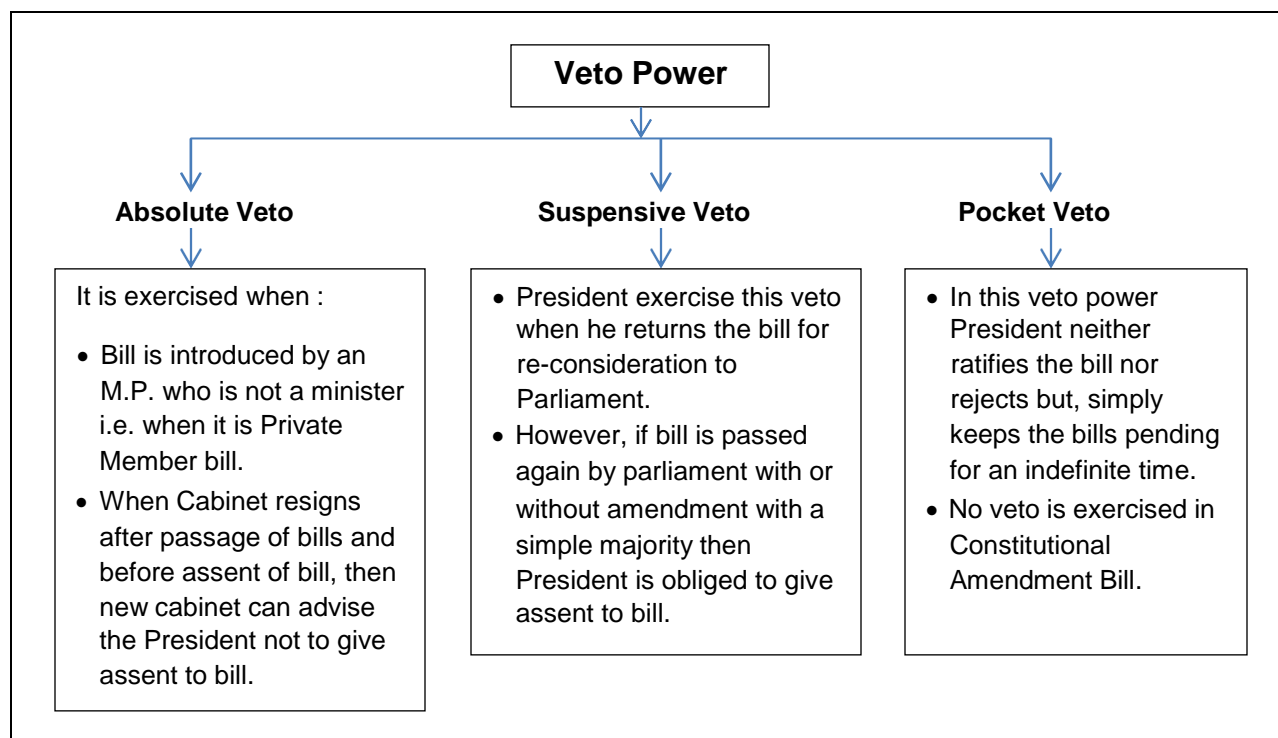 Veto Power
Absolute Veto
It is exercised when :
• Bill is introduced by an
M.P. who is not a minister
i.e. when it is Private
Member bill.
• When Cabinet resigns
after passage of bills and
before assent of bill, then
new cabinet can advise
the President not to give
assent to bill.
Suspensive Veto
• President exercise this veto
when he returns the bill for
re-consideration to
Parliament.
• However, if bill is passed
again by parliament with or
without amendment with a
simple majority then
President is obliged to give
assent to bill.
Pocket Veto
• In this veto power
President neither
ratifies the bill nor
rejects but, simply
keeps the bills pending
for an indefinite time.
• No veto is exercised in
Constitutional
Amendment Bill.